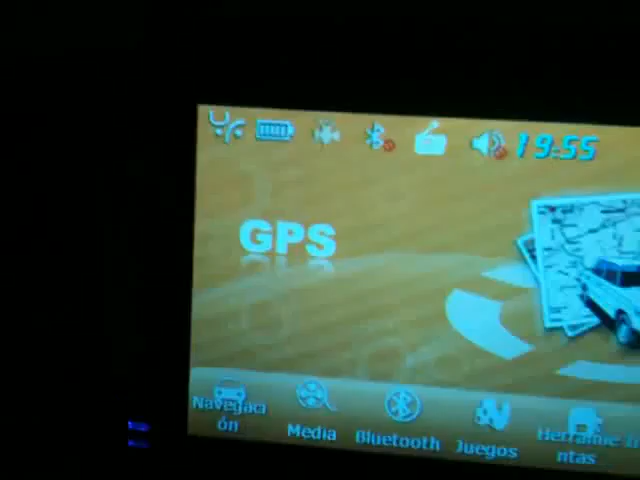 19:55
GPS
Navegaci
ón
Media
Bluetooth
Juegos
Herramie
ntas